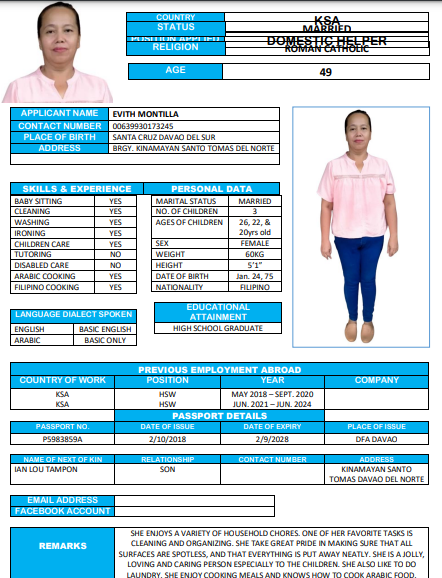 COUNTRY KSA
STATUS MARRIED
POSITION APPLIED DOMESTIC HELPER
RELIGION ROMAN CATHOLIC
AGE 49
APPLICANT NAME EVITH MONTILLA
CONTACT NUMBER 00639930173245
PLACE OF BIRTH SANTA CRUZ DAVAO DEL SUR
ADDRESS BRGY. KINAMAYAN SANTO TOMAS DEL NORTE
SKILLS & EXPERIENCE
BABY SITTING YES
CLEANING YES
WASHING YES
IRONING YES
CHILDREN CARE YES
TUTORING NO
DISABLED CARE NO
ARABIC COOKING YES
FILIPINO COOKING YES
PERSONAL DATA
MARITAL STATUS MARRIED
NO. OF CHILDREN 3
AGES OF CHILDREN 26, 22, &
20yrs old
SEX FEMALE
WEIGHT 60KG
HEIGHT 5'1"
DATE OF BIRTH Jan. 24, 75
NATIONALITY FILIPINO
LANGUAGE DIALECT SPOKEN
ENGLISH BASIC ENGLISH
ARABIC BASIC ONLY
EDUCATIONAL
ATTAINMENT
HIGH SCHOOL GRADUATE
PREVIOUS EMPLOYMENT ABROAD
COUNTRY OF WORK POSITION YEAR COMPANY
KSA HSW MAY 2018 – SEPT. 2020
KSA HSW JUN. 2021 – JUN. 2024
PASSPORT DETAILS
PASSPORT NO. DATE OF ISSUE DATE OF EXPIRY PLACE OF ISSUE
P5983859A 2/10/2018 2/9/2028 DFA DAVAO
NAME OF NEXT OF KIN RELATIONSHIP CONTACT NUMBER ADDRESS
IAN LOU TAMPON SON KINAMAYAN SANTO
TOMAS DAVAO DEL NORTE
EMAIL ADDRESS
FACEBOOK ACCOUNT
REMARKS
SHE ENJOYS A VARIETY OF HOUSEHOLD CHORES. ONE OF HER FAVORITE TASKS IS
CLEANING AND ORGANIZING. SHE TAKE GREAT PRIDE IN MAKING SURE THAT ALL
SURFACES ARE SPOTLESS, AND THAT EVERYTHING IS PUT AWAY NEATLY. SHE IS A JOLLY,
LOVING AND CARING PERSON ESPECIALLY TO THE CHILDREN. SHE ALSO LIKE TO DO
LAUNDRY. SHE ENJOY COOKING MEALS AND KNOWS HOW TO COOK ARABIC FOOD.